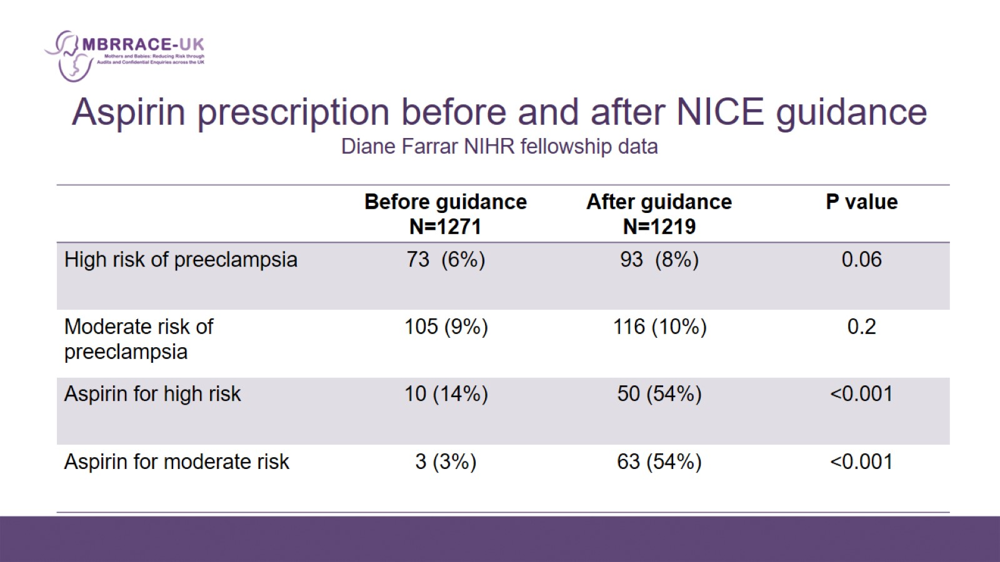 MBRRACE-UK
Mothers and Babies: Reducing Risk through
Audits and Confidential Enquiries across the UK
Aspirin prescription before and after NICE guidance
Diane Farrar NIHR fellowship data
Before guidance After guidance P value
N=1271 N=1219
High risk of preeclampsia 73 (6%) 93 (8%) 0.06
Moderate risk of 105 (9%) 116 (10%) 0.2
preeclampsia
Aspirin for high risk 10 (14%) 50 (54%) <0.001
Aspirin for moderate risk 3 (3%) 63 (54%) <0.001